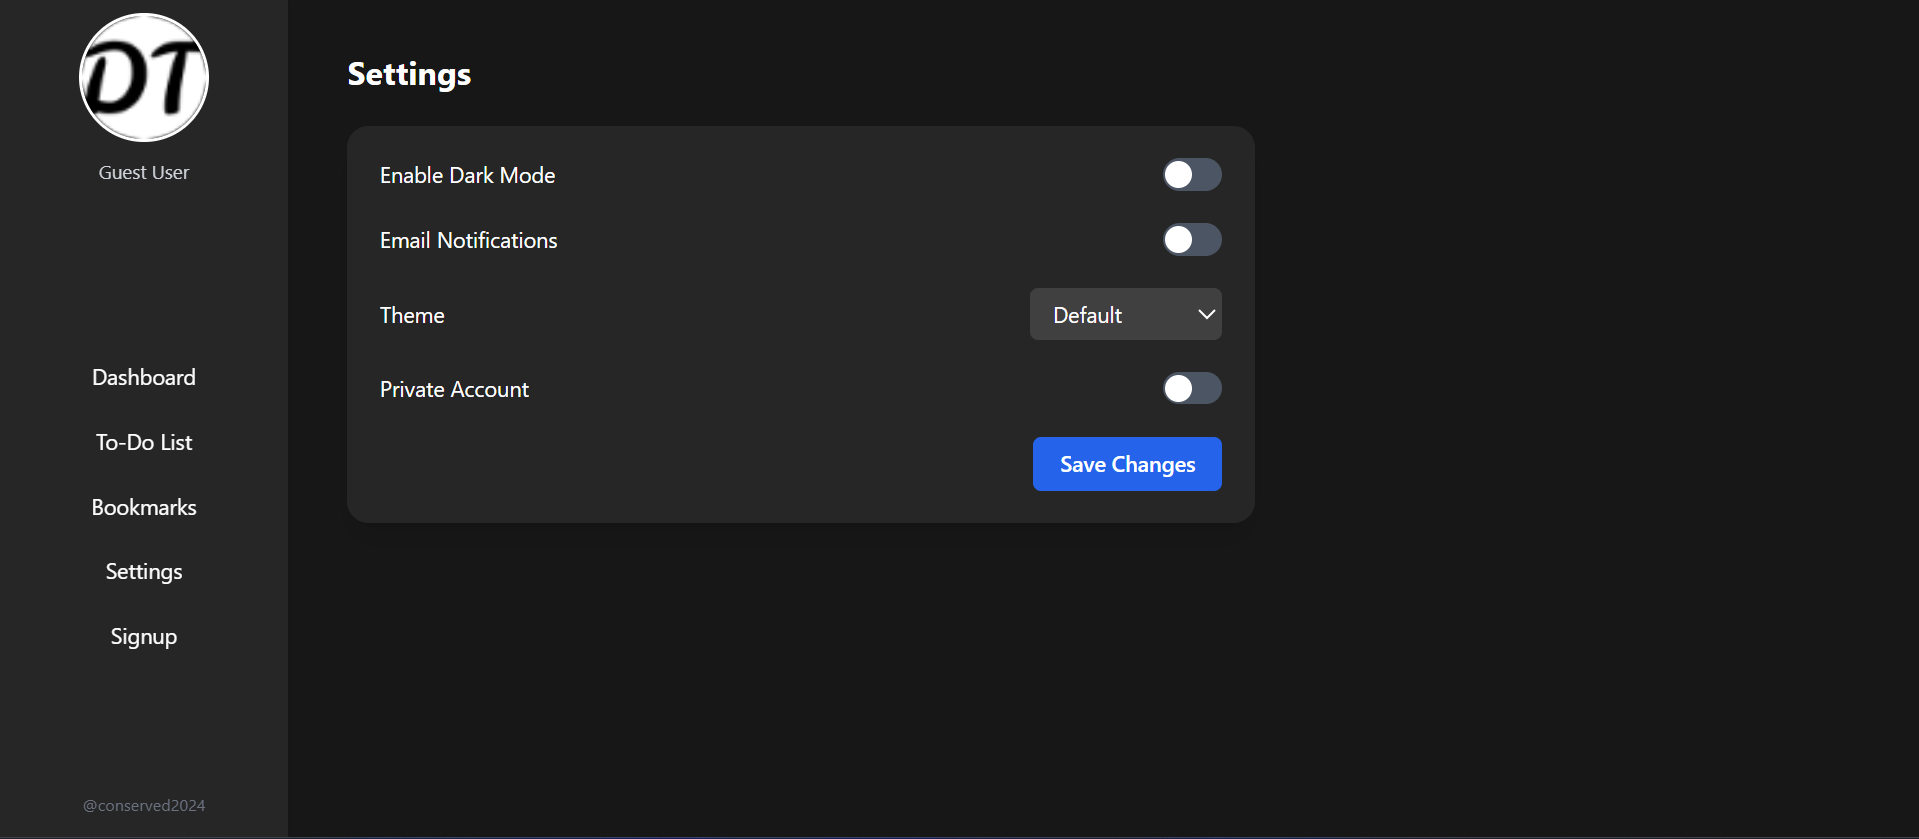 DT
Guest User
Dashboard
To-Do List
Bookmarks
Settings
Signup
@conserved2024
Settings
Enable Dark Mode
Email Notifications
Theme
Default
Private Account
Save Changes